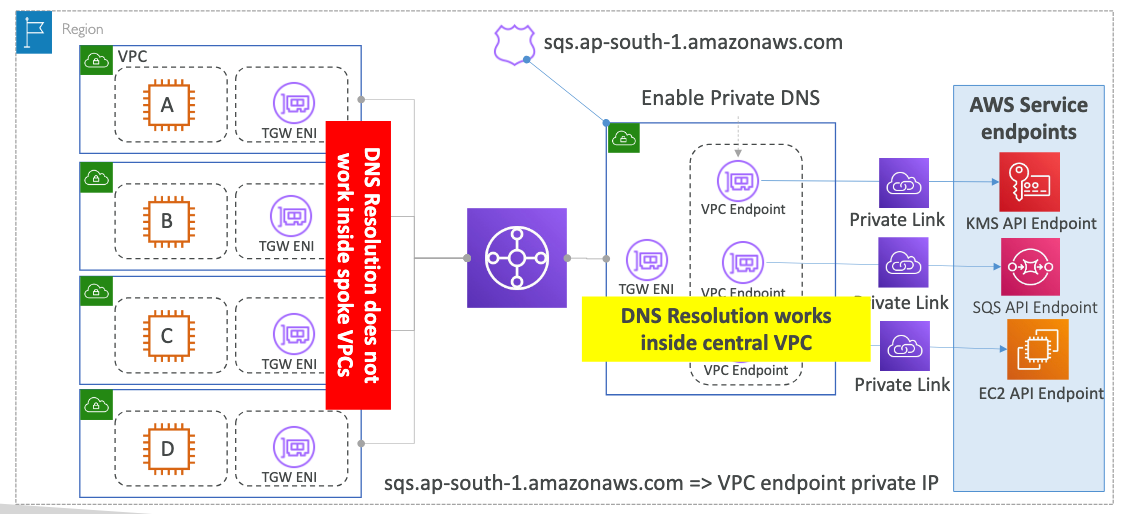 Region
sqs.ap-south-1.amazonaws.com
VPC
Enable Private DNS
AWS Service
endpoints
A
TGW ENI
B
TGW ENI
C
TGW ENI
D
TGW ENI
DNS Resolution does not
work inside spoke VPCs
VPC Endpoint
Private Link
KMS API Endpoint
TGW ENI
VPC Endpoint
Private Link
SQS API Endpoint
DNS Resolution works
inside central VPC
VPC Endpoint
Private Link
EC2 API Endpoint
sqs.ap-south-1.amazonaws.com => VPC endpoint private IP